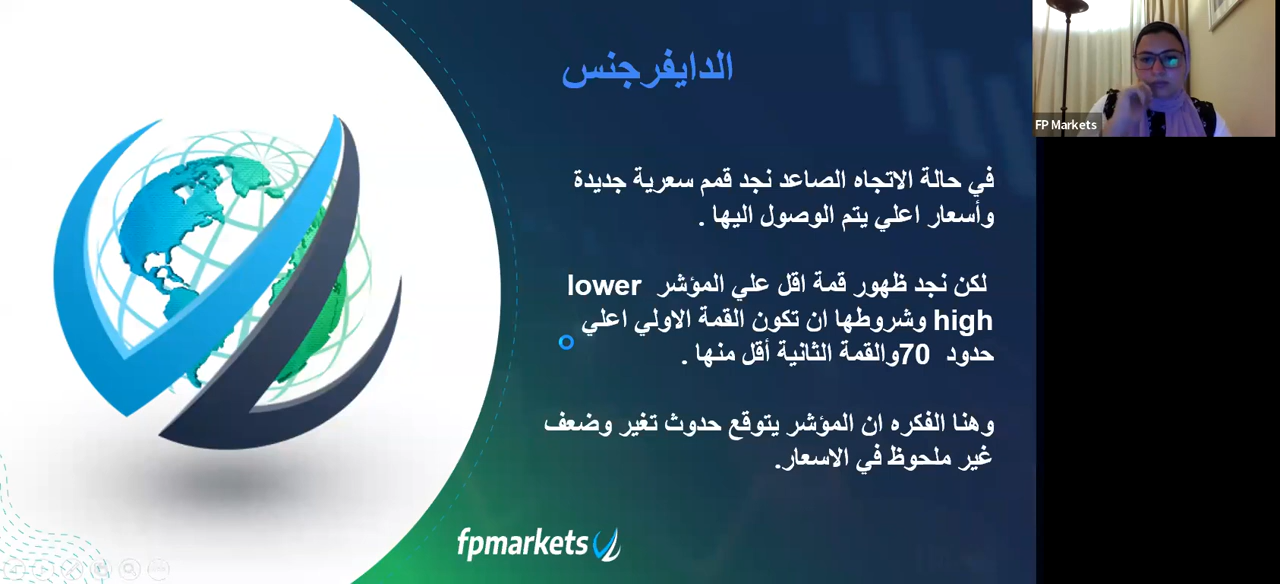 الدايفرجنس
FP Markets
في حالة الاتجاه الصاعد نجد قمم سعرية جديدة
وأسعار اعلي يتم الوصول اليها .
لكن نجد ظهور قمة اقل علي المؤشر lower
high وشروطها ان تكون القمة الاولي اعلي
حدود 70 والقمة الثانية أقل منها .
وهنا الفكره ان المؤشر يتوقع حدوث تغير وضعف
غير ملحوظ في الاسعار.
fpmarkets